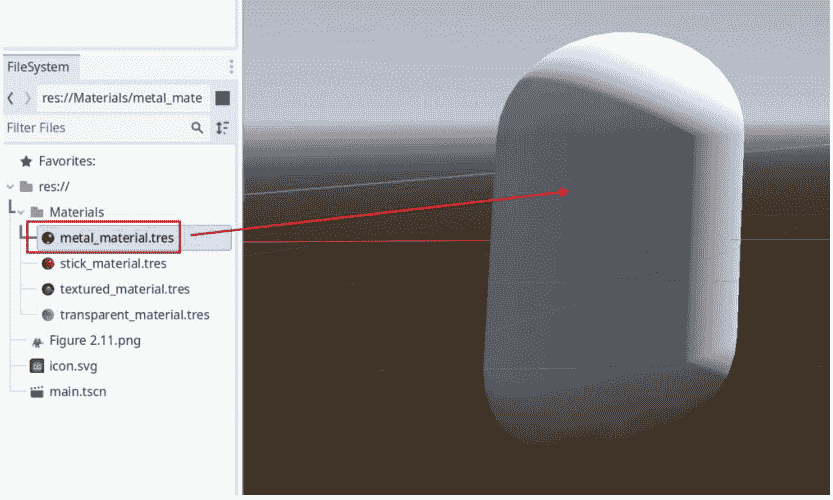 FileSystem
res://Materials/metal_mate
Filter Files
Favorites:
res://
Materials
metal_material.tres
stick_material.tres
textured_material.tres
transparent_material.tres
Figure 2.11.png
icon.svg
main.tscn